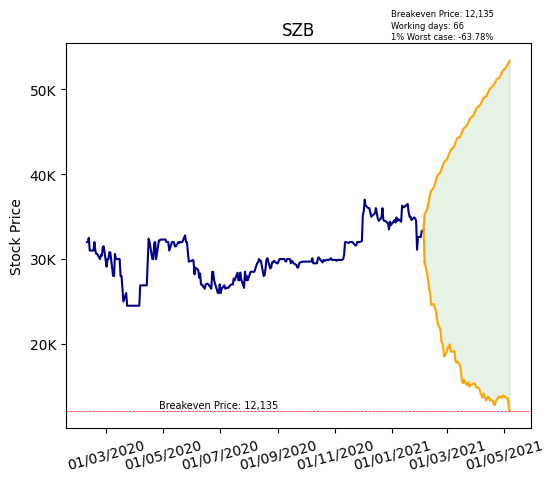 Breakeven Price: 12,135
Working days: 66
1% Worst case: -63.78%
SZB
Stock Price
50K
40K
30K
20K
Breakeven Price: 12,135
01/03/2020
01/05/2020
01/07/2020
01/09/2020
01/11/2020
01/01/2021
01/03/2021
01/05/2021